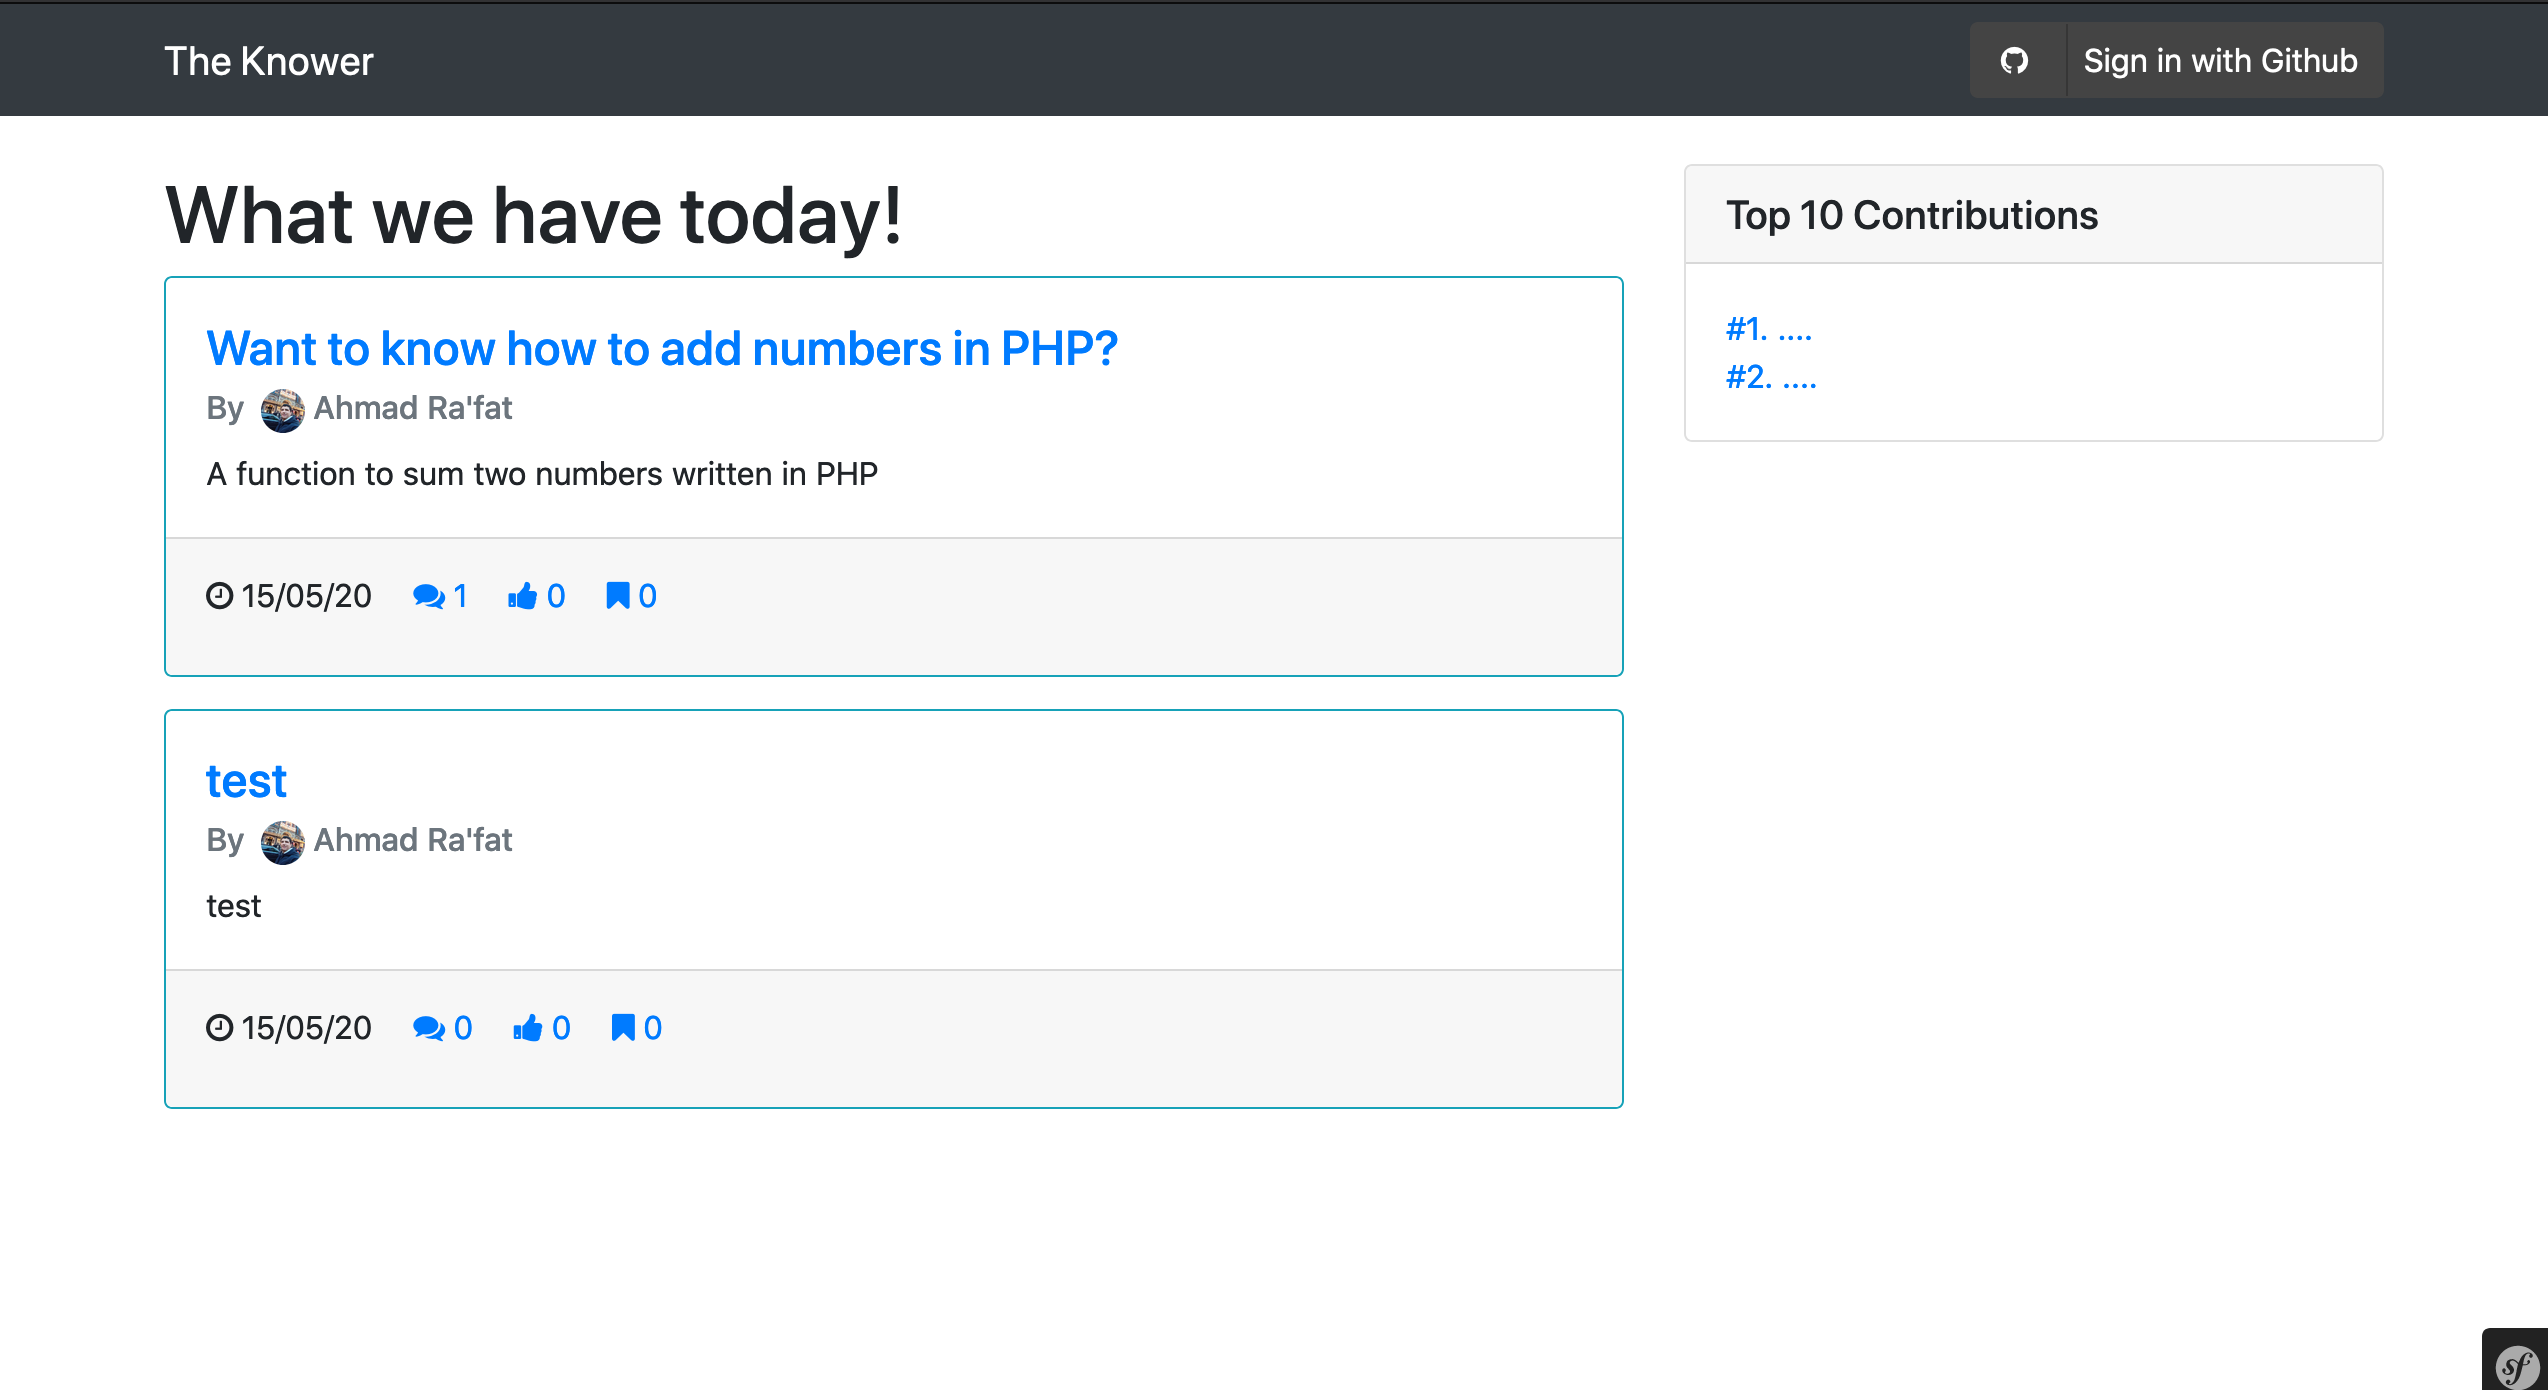 The Knower
Sign in with Github
What we have today!
Want to know how to add numbers in PHP?
By Ahmad Ra'fat
A function to sum two numbers written in PHP
15/05/20 1 0 0
test
By Ahmad Ra'fat
test
15/05/20 0 0 0
Top 10 Contributions
#1. ....
#2. ....
sf